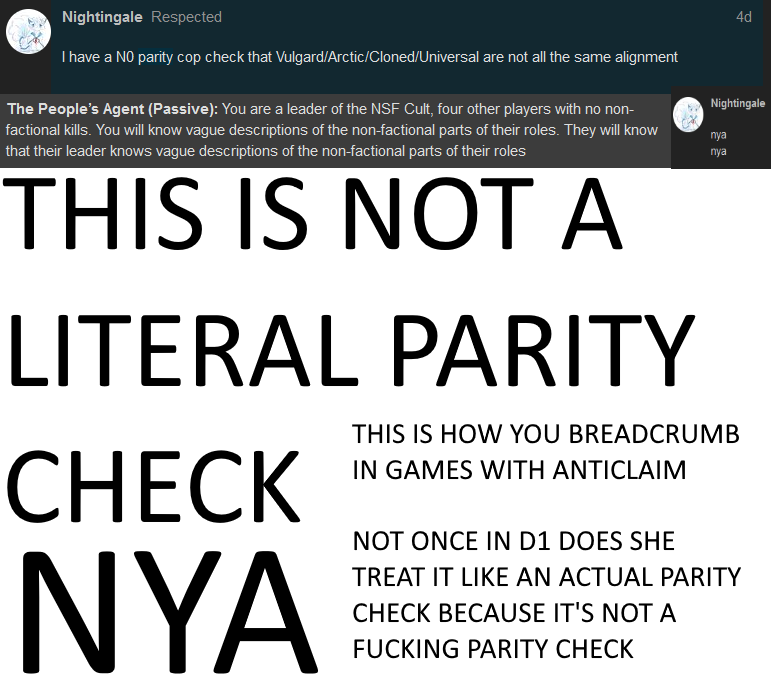 Nightingale Respected 4d
I have a N0 parity cop check that Vulgard/Arctic/Cloned/Universal are not all the same alignment
The People's Agent (Passive): You are a leader of the NSF Cult, four other players with no non-
factional kills. You will know vague descriptions of the non-factional parts of their roles. They will know
that their leader knows vague descriptions of the non-factional parts of their roles
Nightingale
nya
nya
THIS IS NOT A
LITERAL PARITY
CHECK
NYA
THIS IS HOW YOU BREADCRUMB
IN GAMES WITH ANTICLAIM
NOT ONCE IN D1 DOES SHE
TREAT IT LIKE AN ACTUAL PARITY
CHECK BECAUSE IT'S NOT A
FUCKING PARITY CHECK